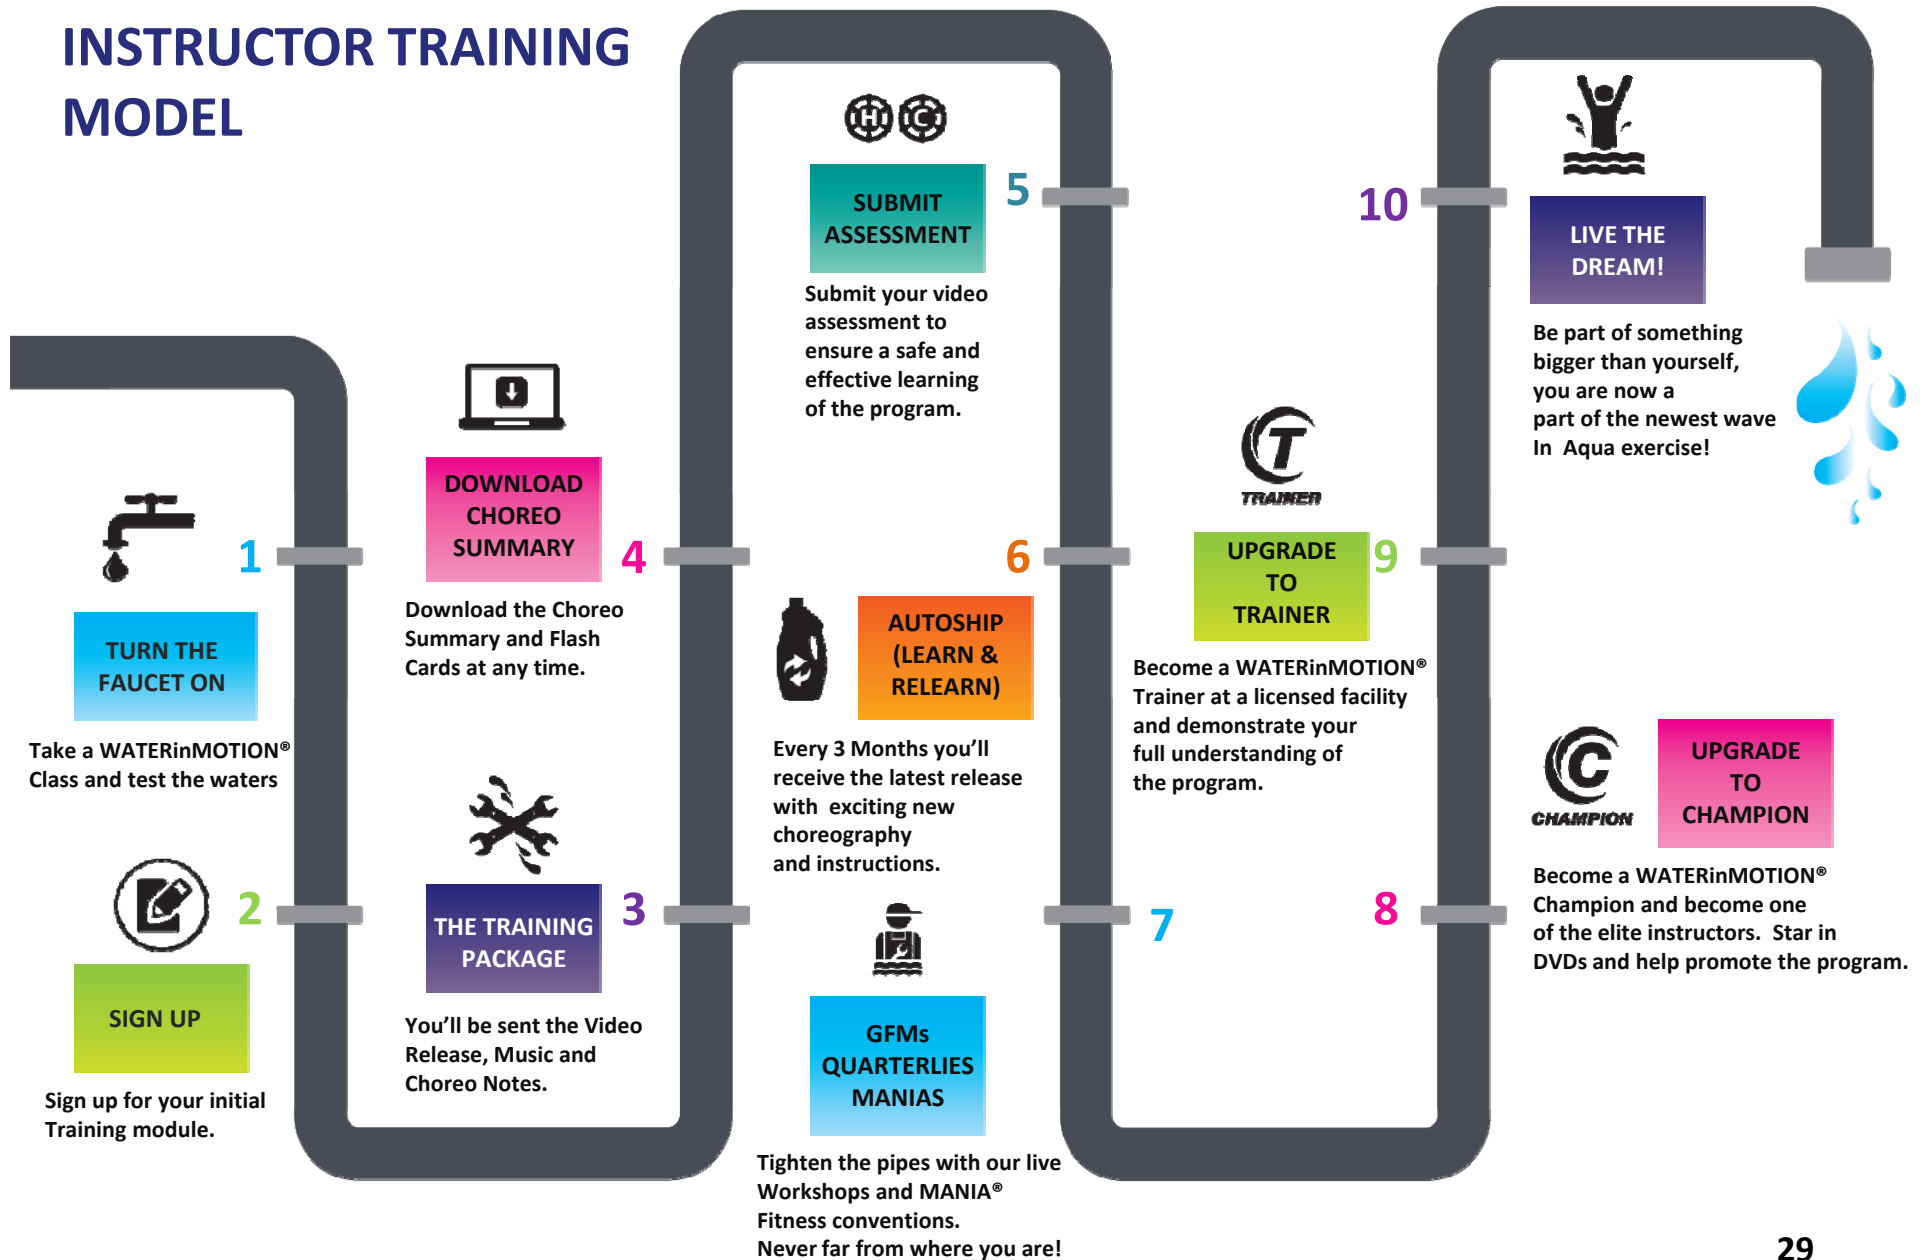 INSTRUCTOR TRAINING
MODEL
1
TURN THE
FAUCET ON
Take a WATERinMOTION®
Class and test the waters
2
SIGN UP
Sign up for your initial
Training module.
3
THE TRAINING
PACKAGE
You’ll be sent the Video
Release, Music and
Choreo Notes.
DOWNLOAD
CHOREO
SUMMARY
4
Download the Choreo
Summary and Flash
Cards at any time.
H C
SUBMIT
ASSESSMENT
5
Submit your video
assessment to
ensure a safe and
effective learning
of the program.
6
AUTOSHIP
(LEARN &
RELEARN)
Every 3 Months you’ll
receive the latest release
with exciting new
choreography
and instructions.
7
GFMs
QUARTERLIES
MANIAS
Tighten the pipes with our live
Workshops and MANIA®
Fitness conventions.
Never far from where you are!
8
C
CHAMPION
UPGRADE
TO
CHAMPION
Become a WATERinMOTION®
Champion and become one
of the elite instructors. Star in
DVDs and help promote the program.
T
TRAINER
UPGRADE
TO
TRAINER
9
Become a WATERinMOTION®
Trainer at a licensed facility
and demonstrate your
full understanding of
the program.
10
LIVE THE
DREAM!
Be part of something
bigger than yourself,
you are now a
part of the newest wave
In Aqua exercise!
29